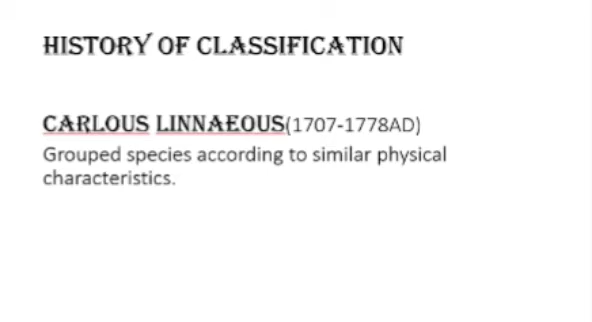 HISTORY OF CLASSIFICATION
CARLOUS LINNAEOUS(1707-1778AD)
Grouped species according to similar physical
characteristics.